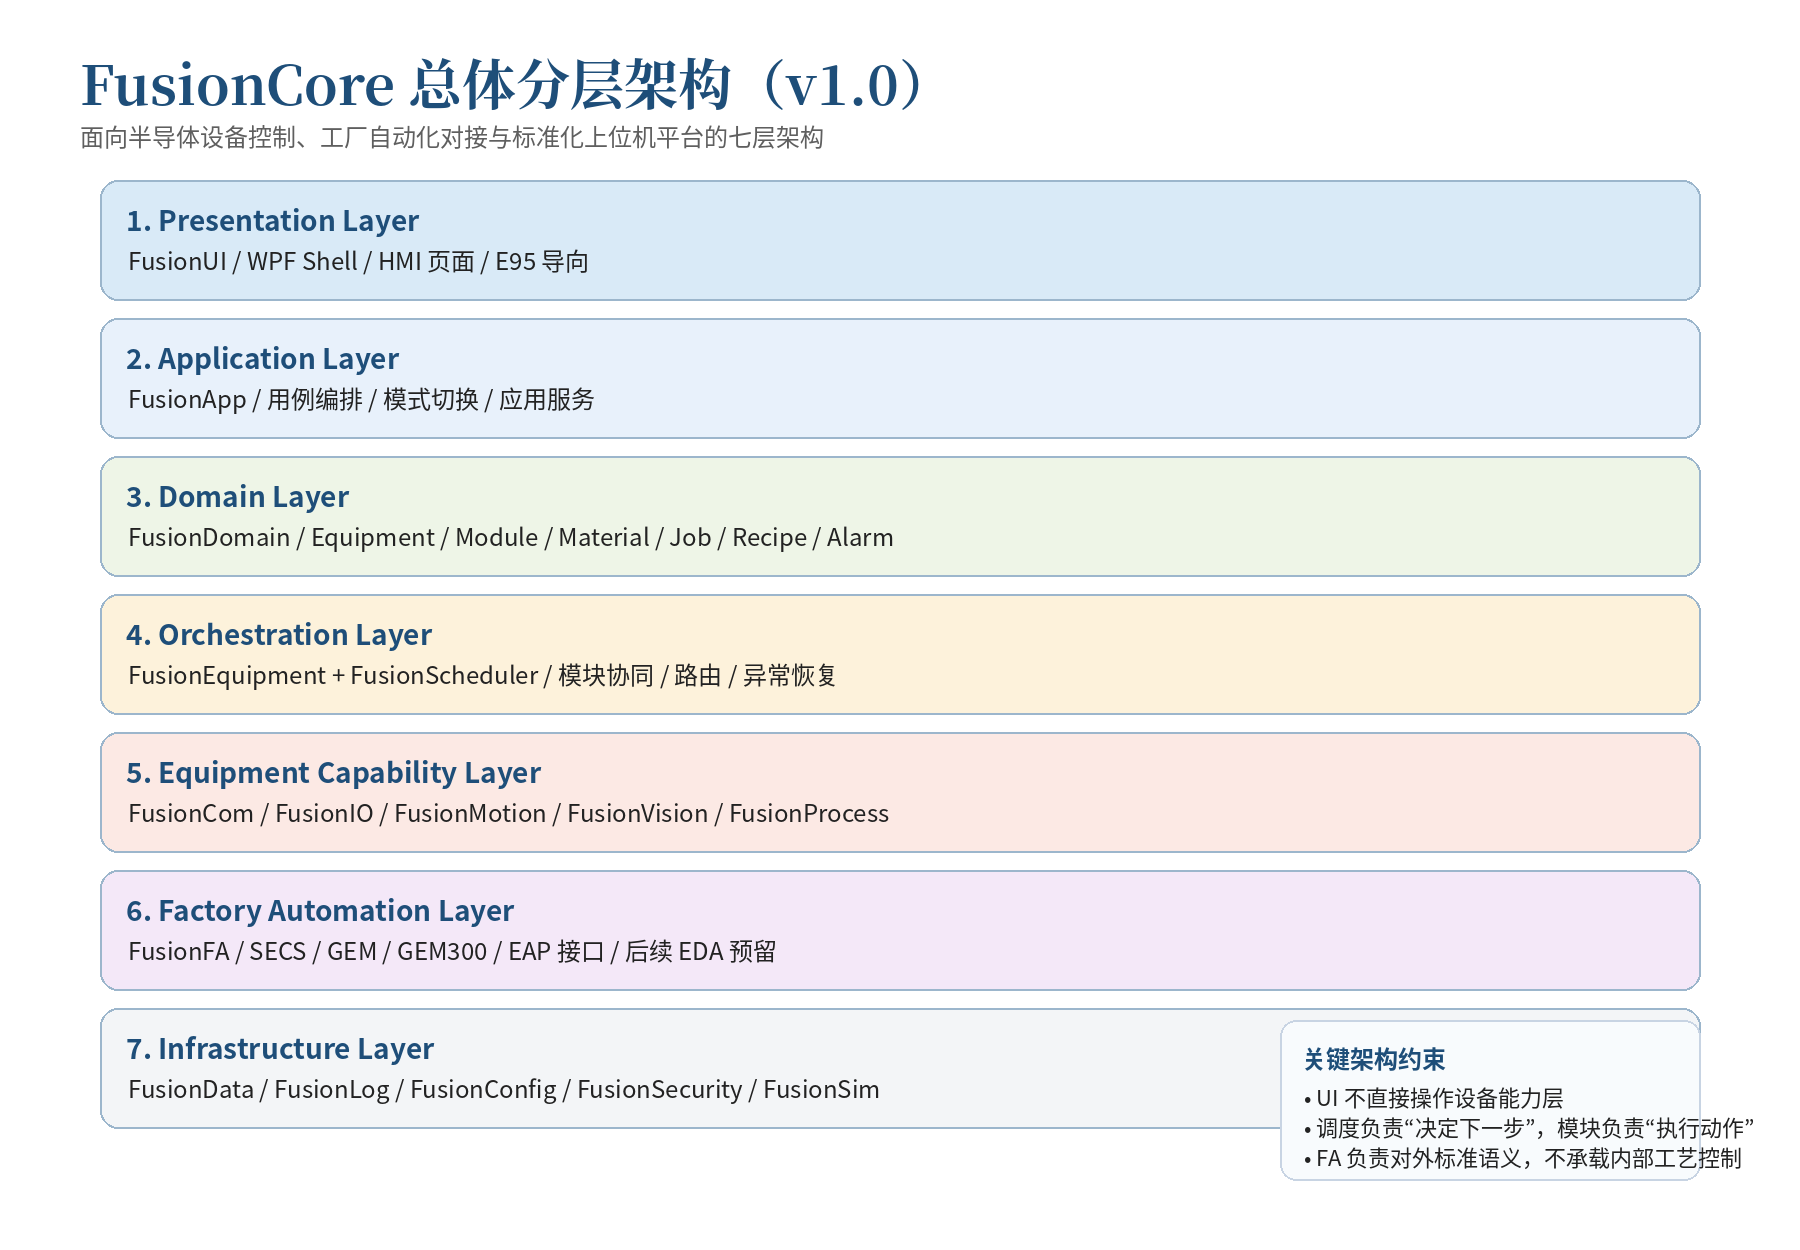 FusionCore 总体分层架构（v1.0）
面向半导体设备控制、工厂自动化对接与标准化上位机平台的七层架构
1. Presentation Layer
FusionUI / WPF Shell / HMI 页面 / E95 导向
2. Application Layer
FusionApp / 用例编排 / 模式切换 / 应用服务
3. Domain Layer
FusionDomain / Equipment / Module / Material / Job / Recipe / Alarm
4. Orchestration Layer
FusionEquipment + FusionScheduler / 模块协同 / 路由 / 异常恢复
5. Equipment Capability Layer
FusionCom / FusionIO / FusionMotion / FusionVision / FusionProcess
6. Factory Automation Layer
FusionFA / SECS / GEM / GEM300 / EAP 接口 / 后续 EDA 预留
7. Infrastructure Layer
FusionData / FusionLog / FusionConfig / FusionSecurity / FusionSim
关键架构约束
• UI 不直接操作设备能力层
• 调度负责“决定下一步”，模块负责“执行动作”
• FA 负责对外标准语义，不承载内部工艺控制